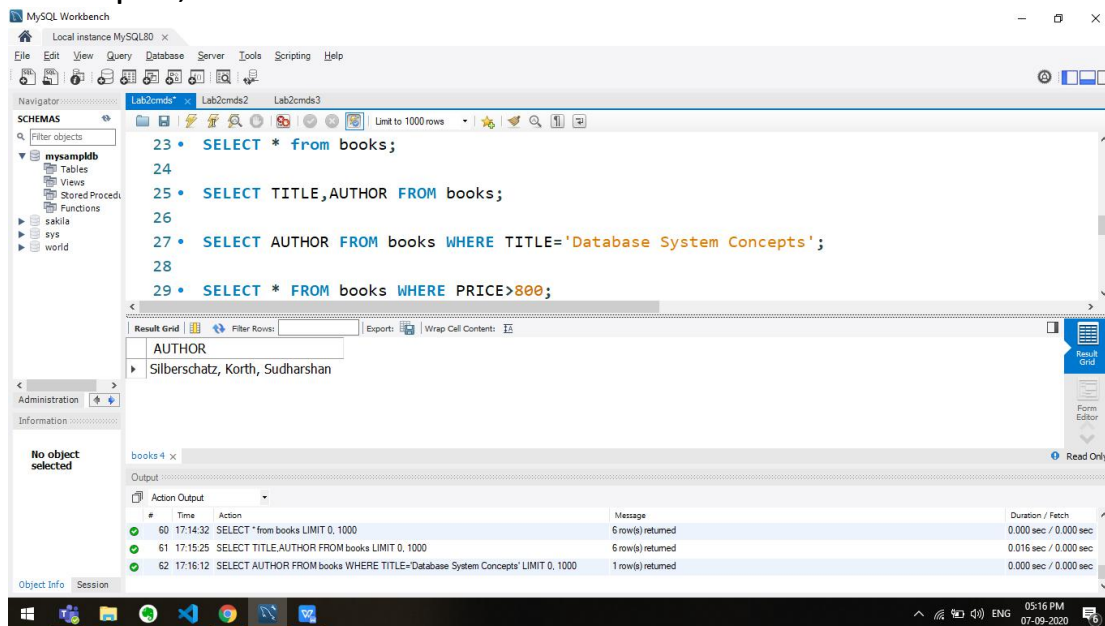 MySQL Workbench
Local instance MySQL80 ×
File Edit View Query Database Server Tools Scripting Help
Navigator
SCHEMAS
Filter objects
mysampldb
Tables
Views
Stored Procedu
Functions
sakila
sys
world
Administration
Information
No object
selected
Object Info Session
Lab2cmds* × Lab2cmds2 Lab2cmds3
Limit to 1000 rows
23 • SELECT * from books;
24
25 • SELECT TITLE,AUTHOR FROM books;
26
27 • SELECT AUTHOR FROM books WHERE TITLE='Database System Concepts';
28
29 • SELECT * FROM books WHERE PRICE>800;
Result Grid Filter Rows: Export: Wrap Cell Content:
AUTHOR
Silberschatz, Korth, Sudharshan
Result
Grid
Form
Editor
books 4 × Read Only
Output
Action Output
# Time Action Message Duration / Fetch
60 17:14:32 SELECT * from books LIMIT 0, 1000 6 row(s) returned 0.000 sec / 0.000 sec
61 17:15:25 SELECT TITLE,AUTHOR FROM books LIMIT 0, 1000 6 row(s) returned 0.016 sec / 0.000 sec
62 17:16:12 SELECT AUTHOR FROM books WHERE TITLE='Database System Concepts' LIMIT 0, 1000 1 row(s) returned 0.000 sec / 0.000 sec
ENG 05:16 PM
07-09-2020
6